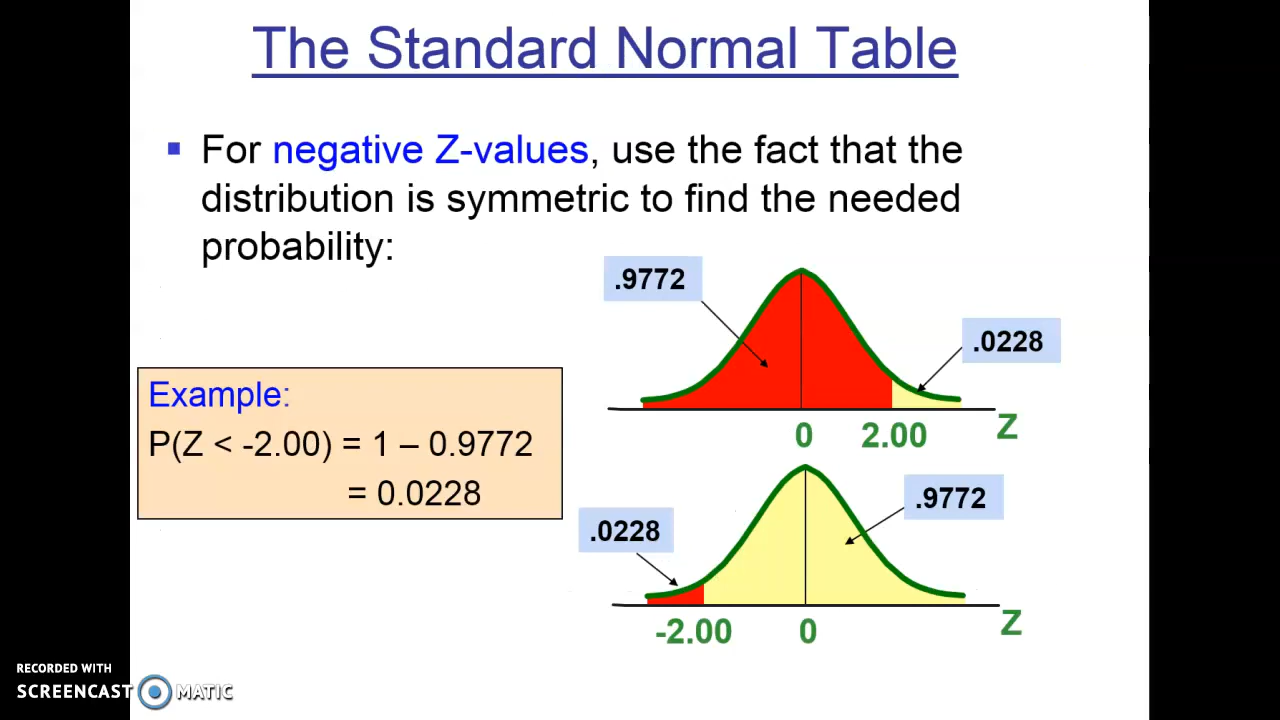 The Standard Normal Table
For negative Z-values, use the fact that the
distribution is symmetric to find the needed
probability:
.9772
.0228
Example:
P(Z < -2.00) = 1 – 0.9772
= 0.0228
0
2.00
Z
.9772
.0228
-2.00
0
Z
RECORDED WITH
SCREENCAST MATIC